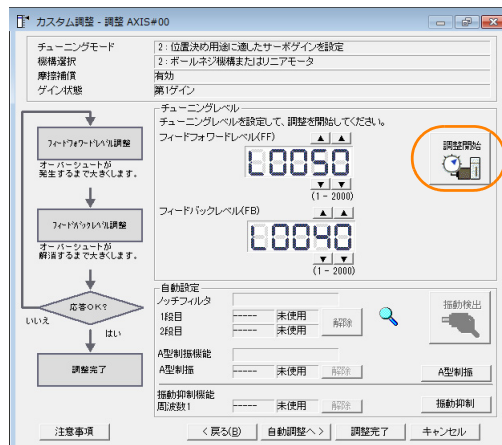 カスタム調整 - 調整 AXIS#00
チューニングモード 2 : 位置決め用途に適したサーボゲインを設定
機構選択 2 : ボールネジ機構またはリニアモータ
摩擦補償 有効
ゲイン状態 第1ゲイン
フィードフォワードレベル調整
オーバーシュートが
発生するまで大きくします。
フィードバックレベル調整
オーバーシュートが
解消するまで大きくします。
応答OK?
いいえ
はい
調整完了
チューニングレベル
チューニングレベルを設定して、調整を開始してください。
フィードフォワードレベル(FF)
▲ ▲
L0050
▼ ▼
(1 - 2000)
フィードバックレベル(FB)
▲ ▲
L0040
▼ ▼
(1 - 2000)
調整開始
自動設定
ノッチフィルタ
1段目 ----- 未使用
2段目 ----- 未使用
解除
振動検出
A型制振機能
A型制振 ----- 未使用 解除
A型制振
振動抑制機能
周波数1 ----- 未使用 解除
振動抑制
注意事項
< 戻る(B)
自動調整へ >
調整完了
キャンセル